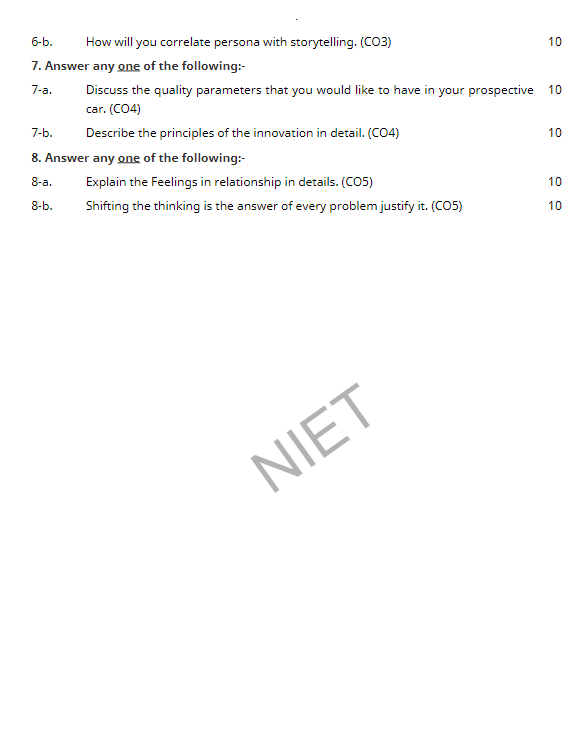 6-b. How will you correlate persona with storytelling. (CO3) 10
7. Answer any one of the following:-
7-a. Discuss the quality parameters that you would like to have in your prospective 10
car. (CO4)
7-b. Describe the principles of the innovation in detail. (CO4) 10
8. Answer any one of the following:-
8-a. Explain the Feelings in relationship in details. (CO5) 10
8-b. Shifting the thinking is the answer of every problem justify it. (CO5) 10
NIET